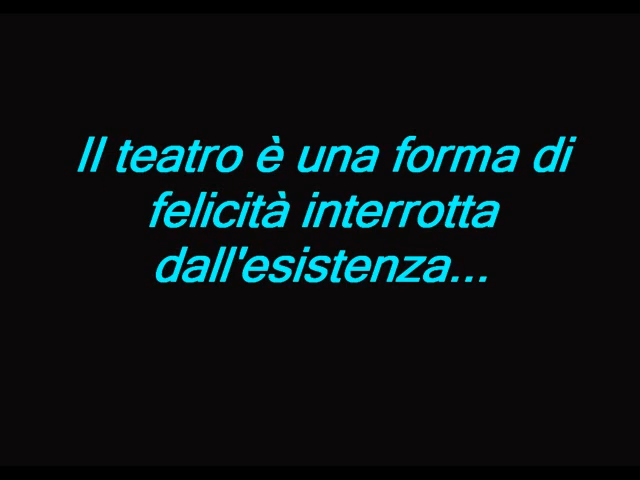 Il teatro è una forma di
felicità interrotta
dall'esistenza...